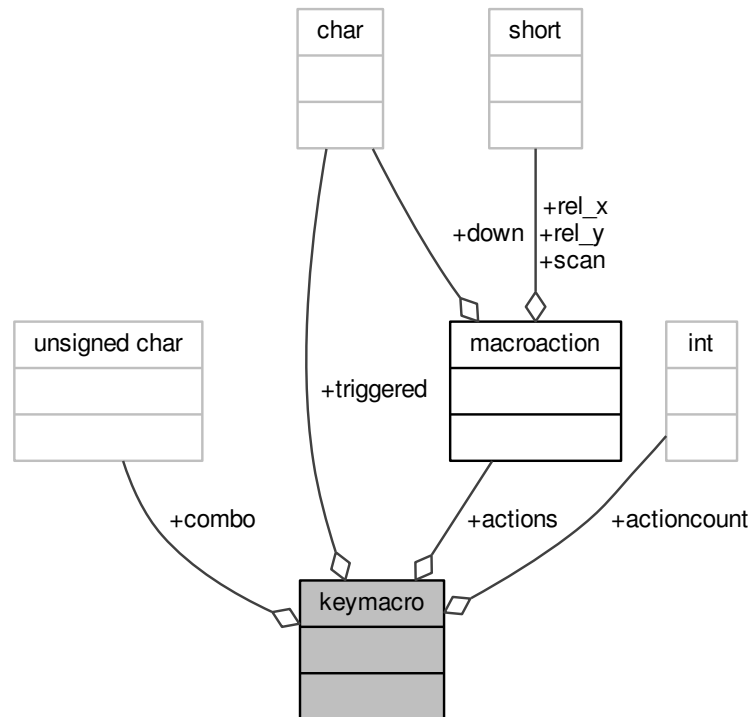 char
short
+rel_x
+down
+rel_y
+scan
unsigned char
macroaction
int
+triggered
+combo
+actions
+actioncount
keymacro